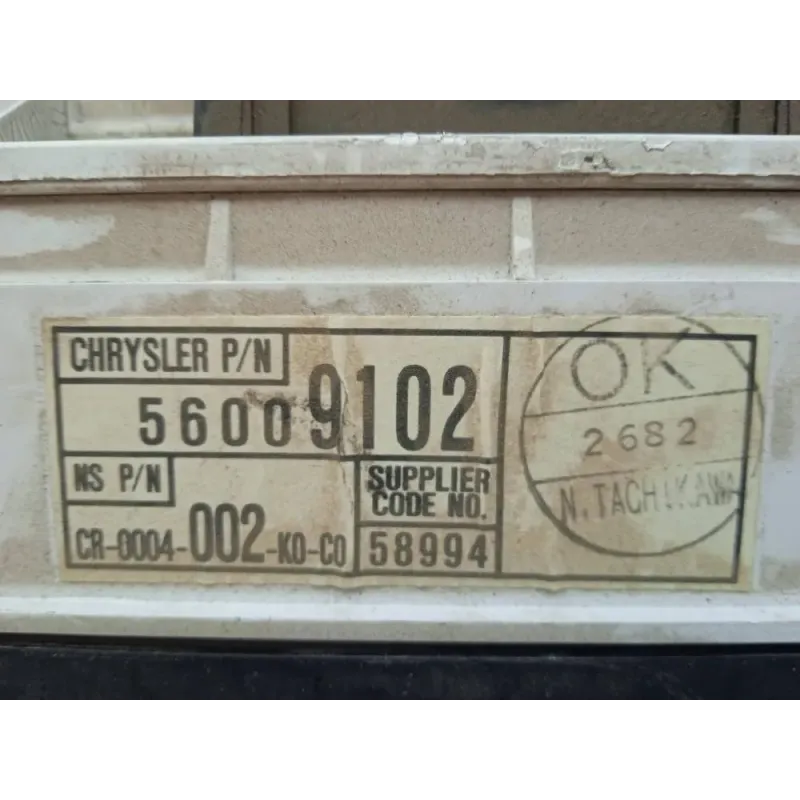 CHRYSLER P/N
56009102
NS P/N
CR-0004-002-KO-CO
SUPPLIER
CODE NO.
58994
OK
2682
N.TACHIKAWA